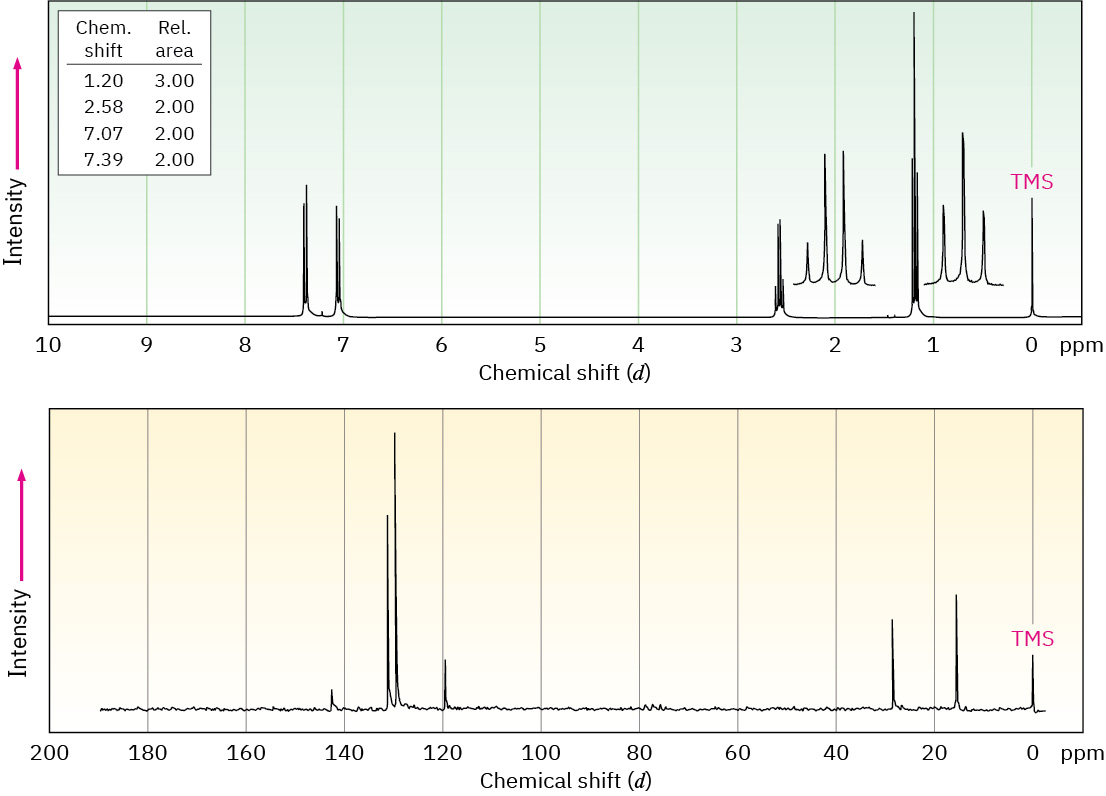 Chem. Rel.
shift area
1.20 3.00
2.58 2.00
7.07 2.00
7.39 2.00
Intensity
TMS
10 9 8 7 6 5 4 3 2 1 0 ppm
Chemical shift (d)
Intensity
TMS
200 180 160 140 120 100 80 60 40 20 0 ppm
Chemical shift (d)